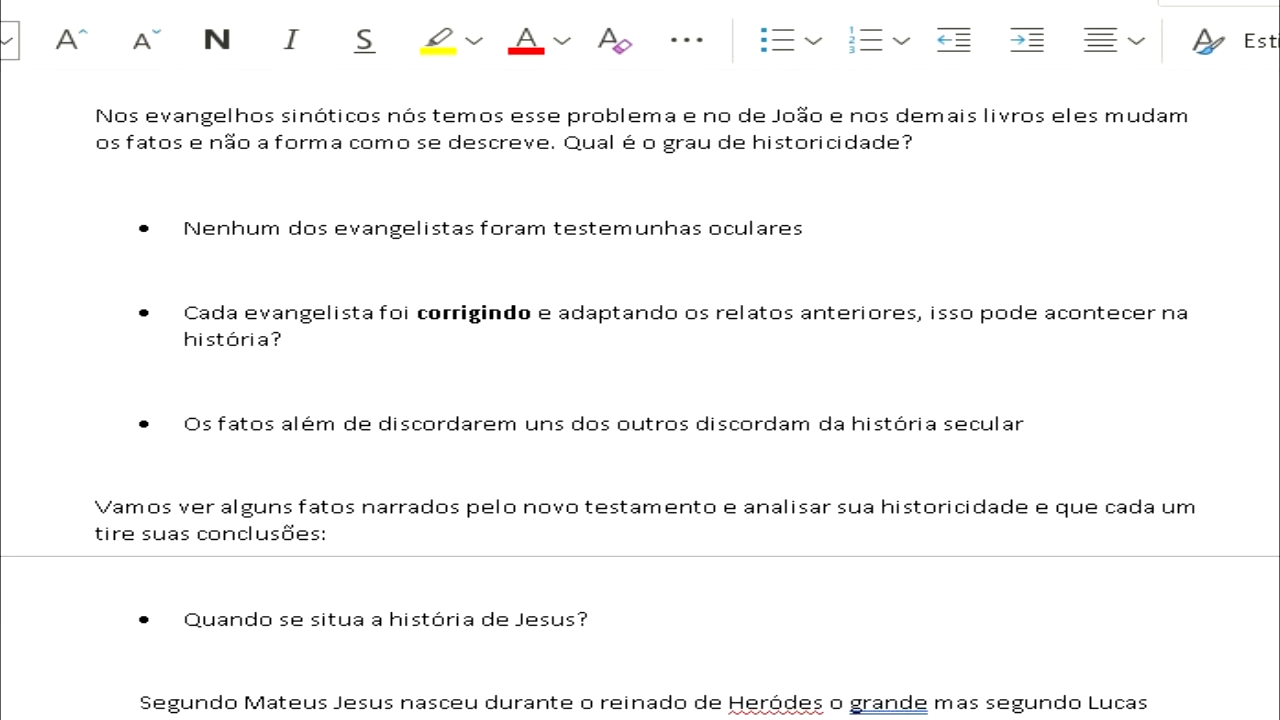 N I S A Esti
Nos evangelhos sinóticos nós temos esse problema e no de João e nos demais livros eles mudam
os fatos e não a forma como se descreve. Qual é o grau de historicidade?
• Nenhum dos evangelistas foram testemunhas oculares
• Cada evangelista foi corrigindo e adaptando os relatos anteriores, isso pode acontecer na
história?
• Os fatos além de discordarem uns dos outros discordam da história secular
Vamos ver alguns fatos narrados pelo novo testamento e analisar sua historicidade e que cada um
tire suas conclusões:
• Quando se situa a história de Jesus?
Segundo Mateus Jesus nasceu durante o reinado de Heródes o grande mas segundo Lucas